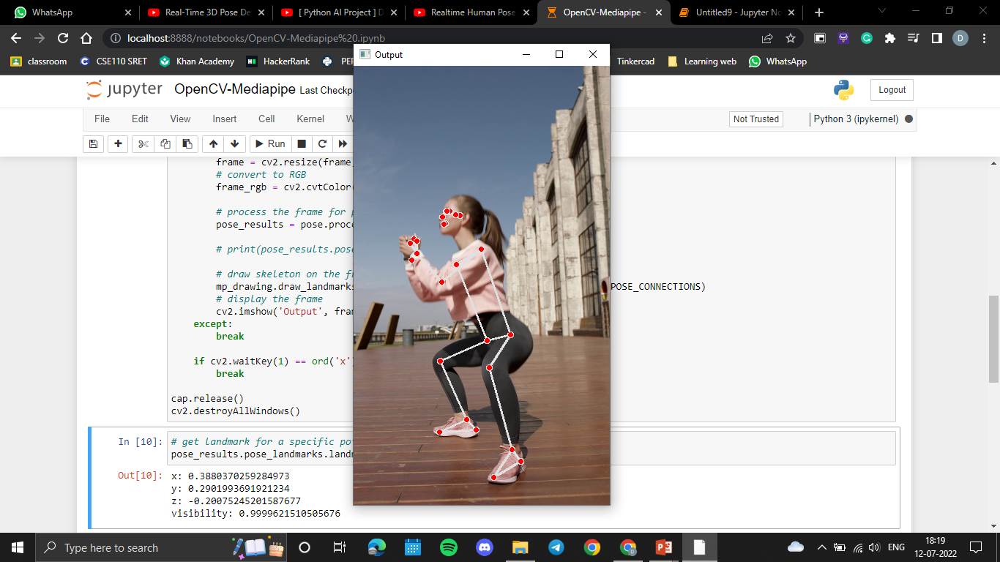 WhatsApp
Real-Time 3D Pose De
[ Python AI Project ] D
Realtime Human Pose
OpenCV-Mediapipe -
Untitled9 - Jupyter No
localhost:8888/notebooks/OpenCV-Mediapipe%20.ipynb
D
classroom
CSE110 SRET
Khan Academy
HackerRank
Tinkercad
Learning web
WhatsApp
Output
jupyter OpenCV-Mediapipe Last Checkp
Logout
File Edit View Insert Cell Kernel W
Not Trusted
Python 3 (ipykernel)
Run
frame = cv2.resize(frame,
# convert to RGB
frame_rgb = cv2.cvtColor(
# process the frame for p
pose_results = pose.proce
# print(pose_results.pose
# draw skeleton on the fr
mp_drawing.draw_landmarks POSE_CONNECTIONS)
# display the frame
cv2.imshow('Output', fram
except:
break
if cv2.waitKey(1) == ord('x')
break
cap.release()
cv2.destroyAllWindows()
In [10]: # get landmark for a specific po
pose_results.pose_landmarks.land
Out[10]: x: 0.3880370259284973
y: 0.2901993691921234
z: -0.20075245201587677
visibility: 0.9999621510505676
Type here to search
ENG
18:19
12-07-2022